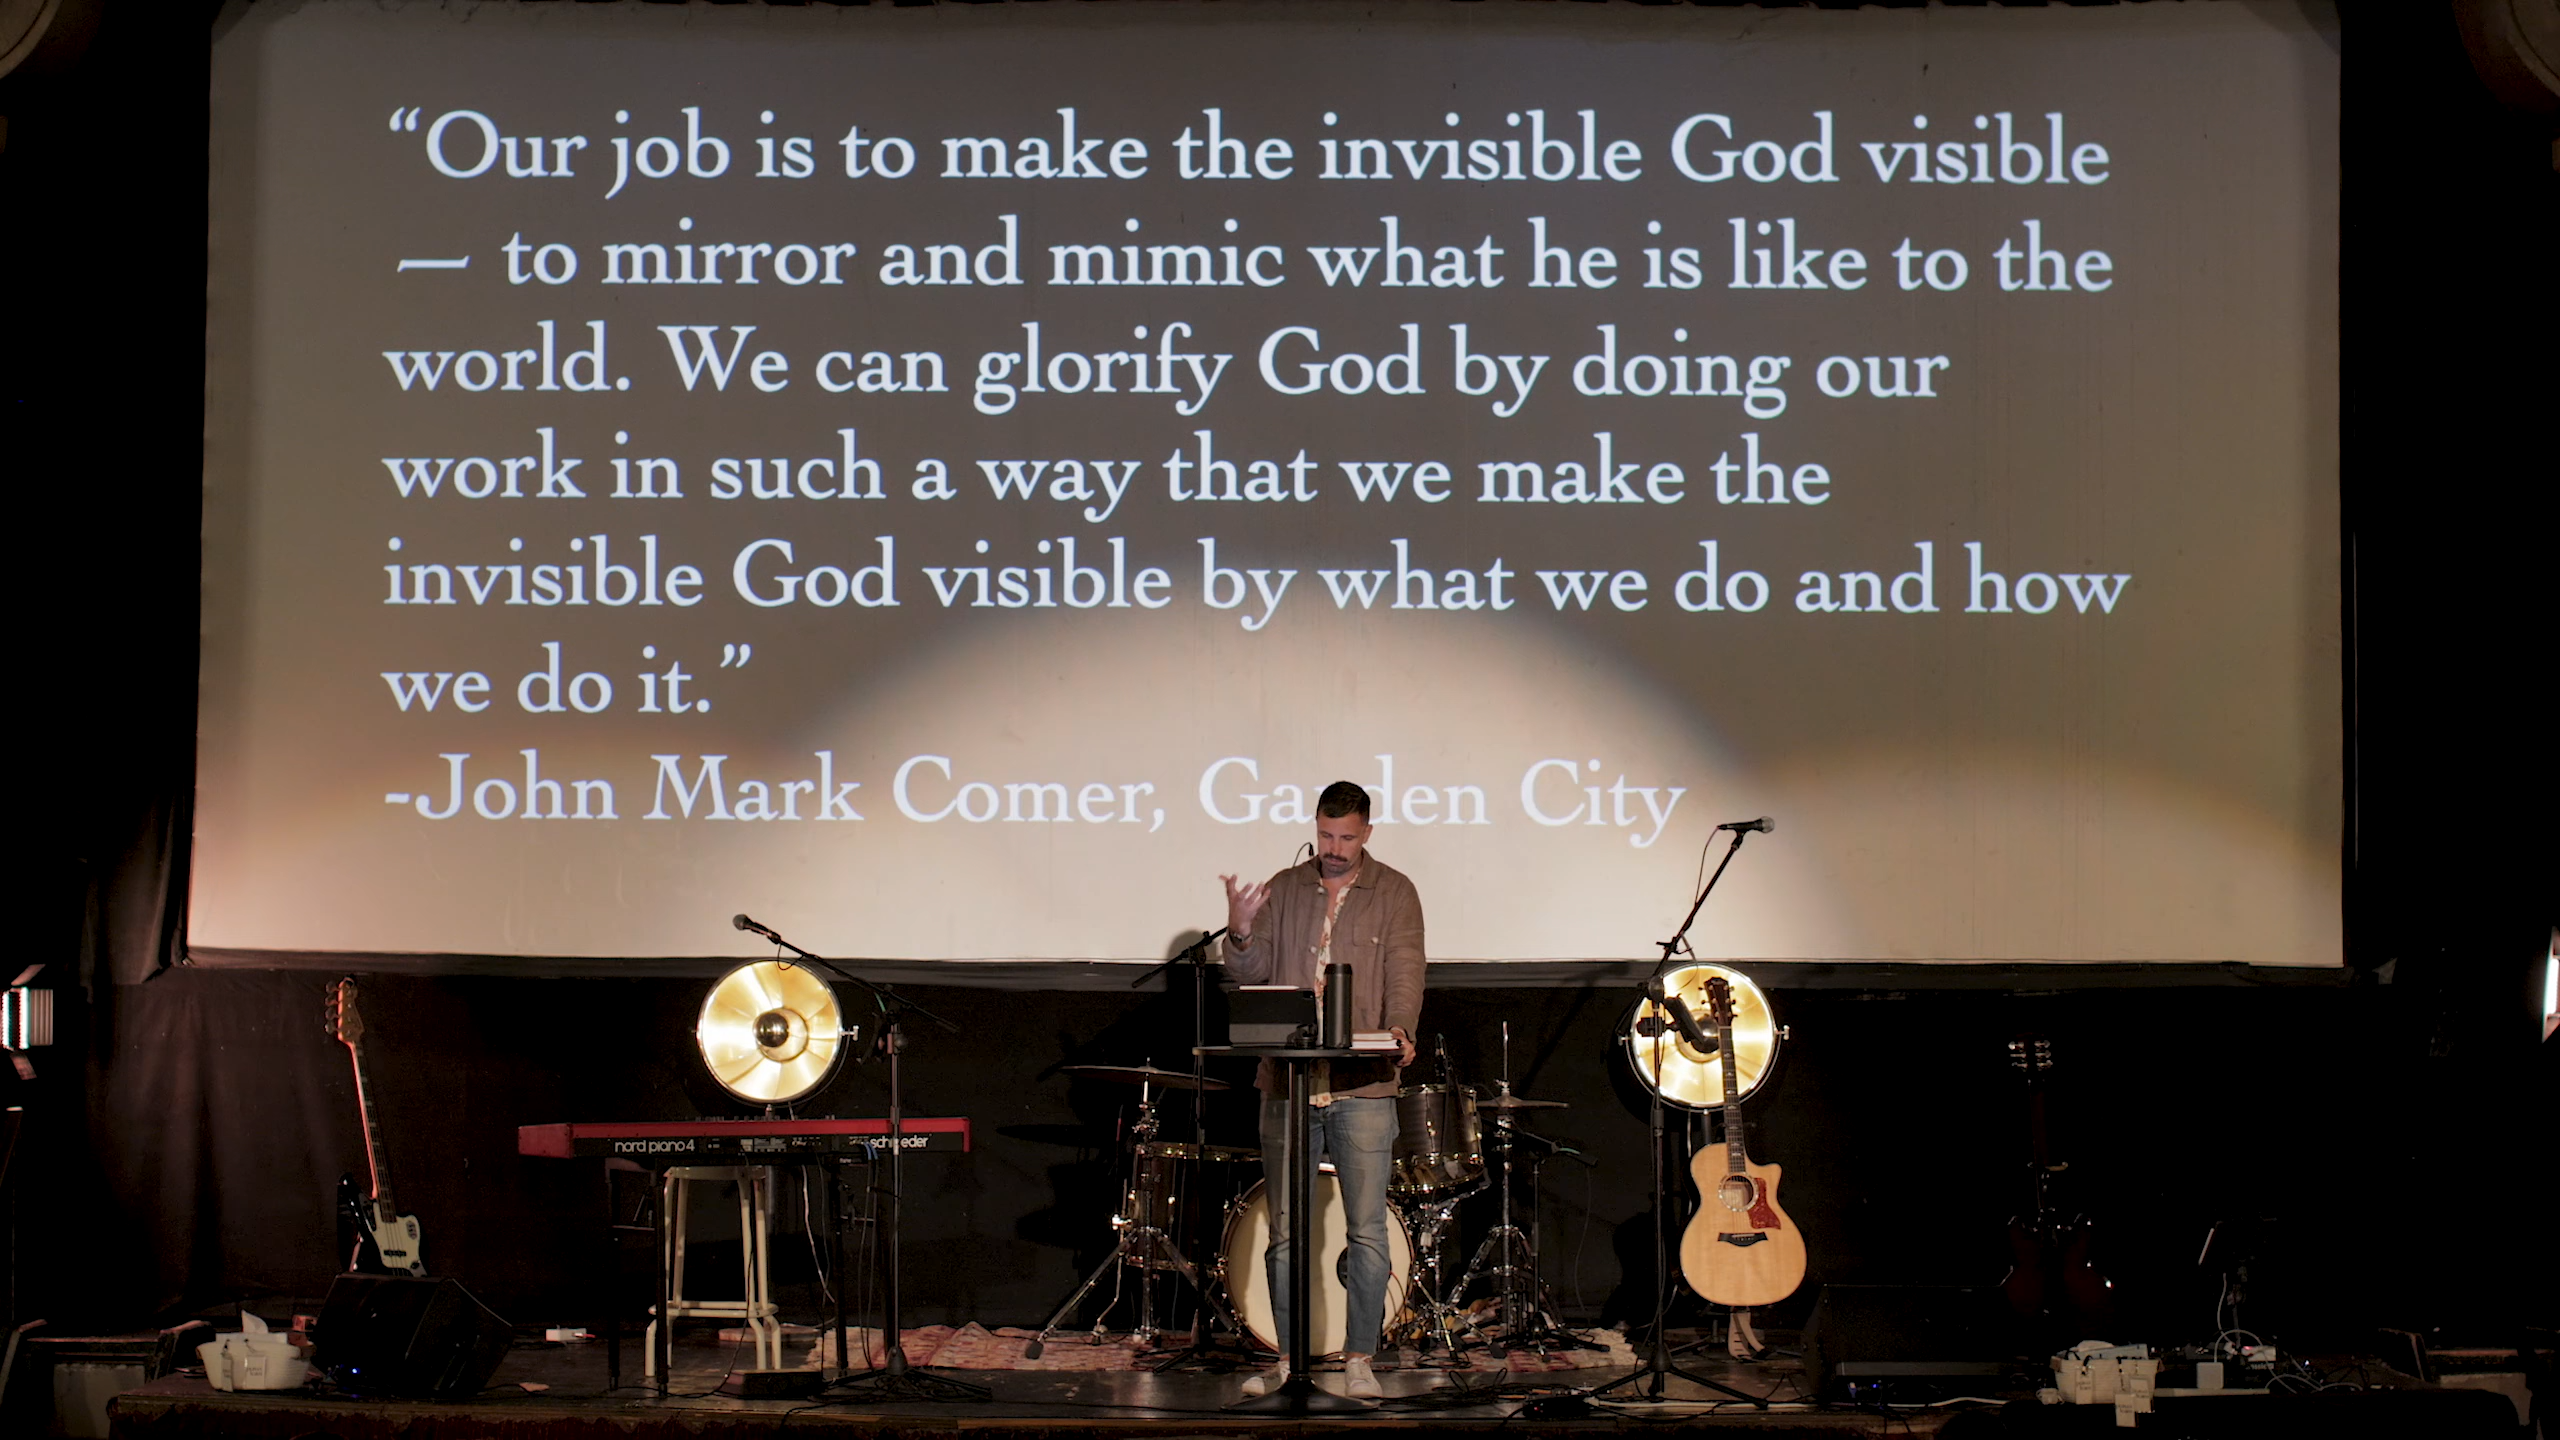 “Our job is to make the invisible God visible
— to mirror and mimic what he is like to the
world. We can glorify God by doing our
work in such a way that we make the
invisible God visible by what we do and how
we do it.”
-John Mark Comer, Garden City
nord piano 4
schroeder